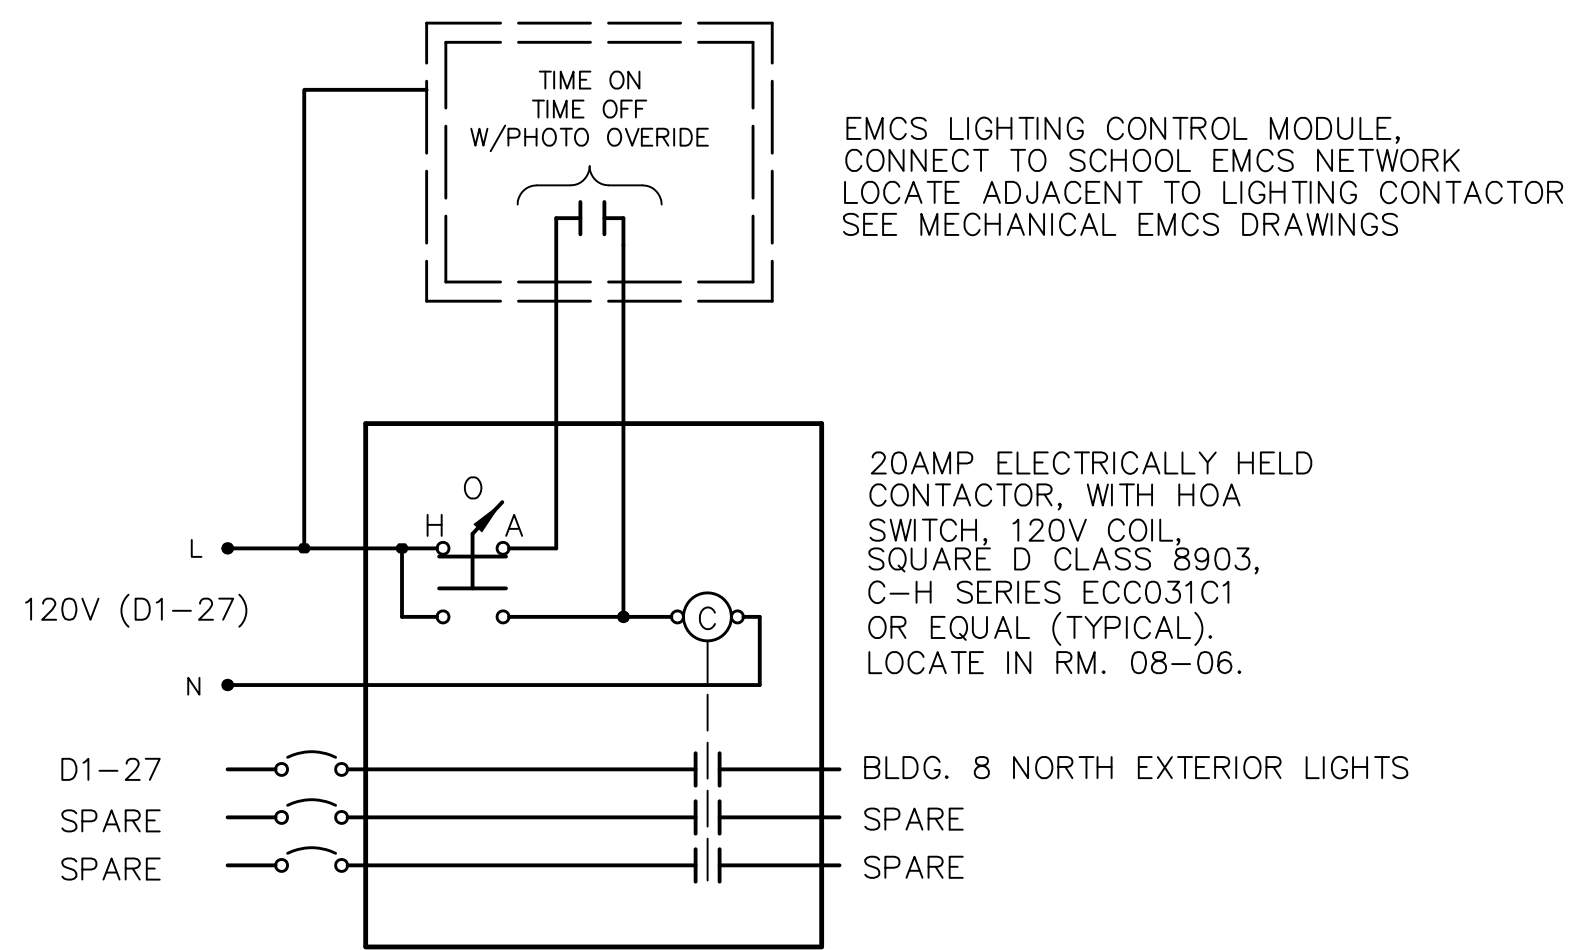 TIME ON
TIME OFF
W/PHOTO OVERIDE
EMCS LIGHTING CONTROL MODULE,
CONNECT TO SCHOOL EMCS NETWORK
LOCATE ADJACENT TO LIGHTING CONTACTOR
SEE MECHANICAL EMCS DRAWINGS
20AMP ELECTRICALLY HELD
CONTACTOR, WITH HOA
SWITCH, 120V COIL,
SQUARE D CLASS 8903,
C-H SERIES ECC031C1
OR EQUAL (TYPICAL).
LOCATE IN RM. 08-06.
O
H A
L
120V (D1-27)
C
N
D1-27
BLDG. 8 NORTH EXTERIOR LIGHTS
SPARE
SPARE
SPARE
SPARE